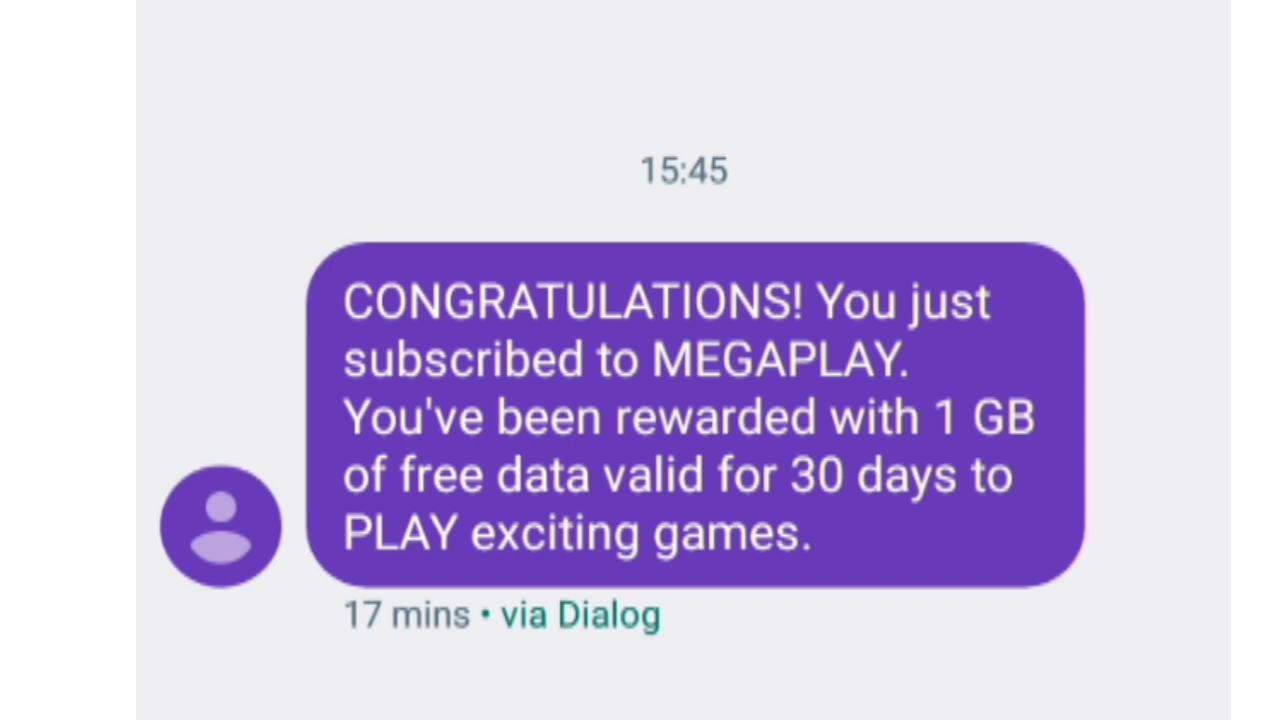 15:45
CONGRATULATIONS! You just
subscribed to MEGAPLAY.
You've been rewarded with 1 GB
of free data valid for 30 days to
PLAY exciting games.
17 mins • via Dialog